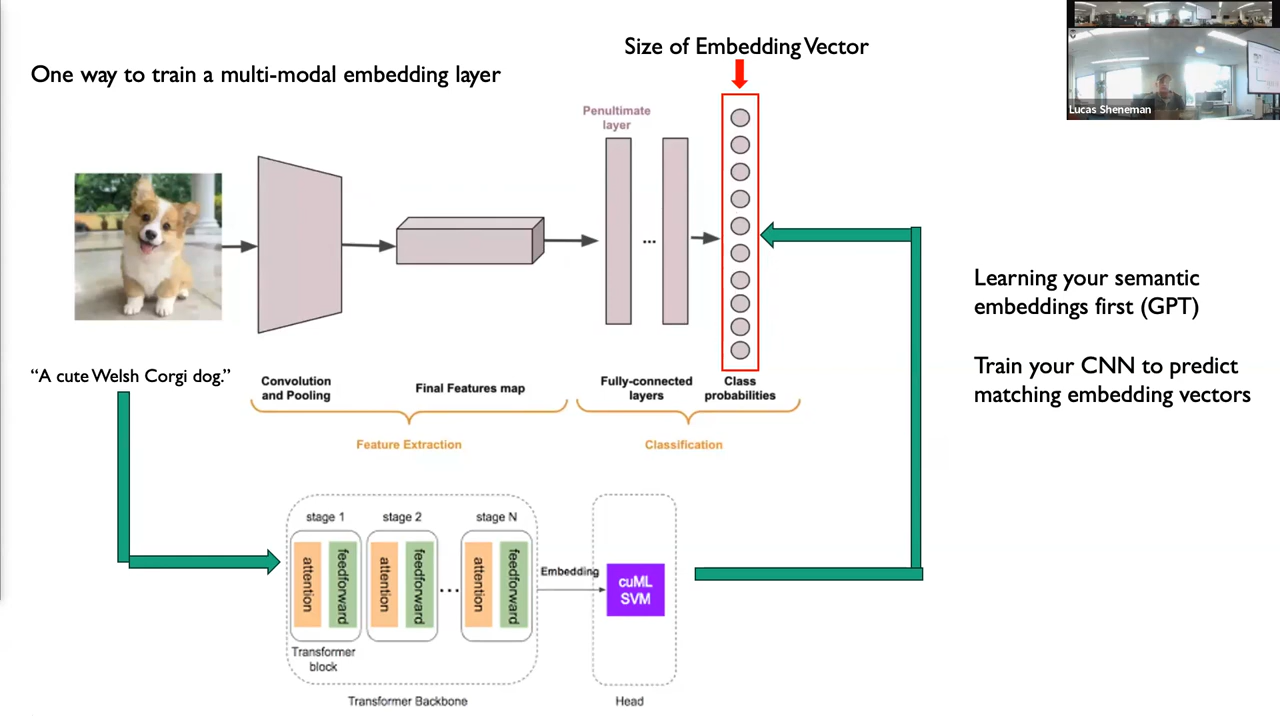 One way to train a multi-modal embedding layer
Size of Embedding Vector
Lucas Sheneman
Penultimate
layer
...
“A cute Welsh Corgi dog.”
Convolution
and Pooling
Final Features map
Fully-connected
layers
Class
probabilities
Feature Extraction
Classification
Learning your semantic
embeddings first (GPT)
Train your CNN to predict
matching embedding vectors
stage 1
stage 2
stage N
attention
feedforward
attention
feedforward
...
attention
feedforward
Embedding
cuML
SVM
Transformer
block
Transformer Backbone
Head